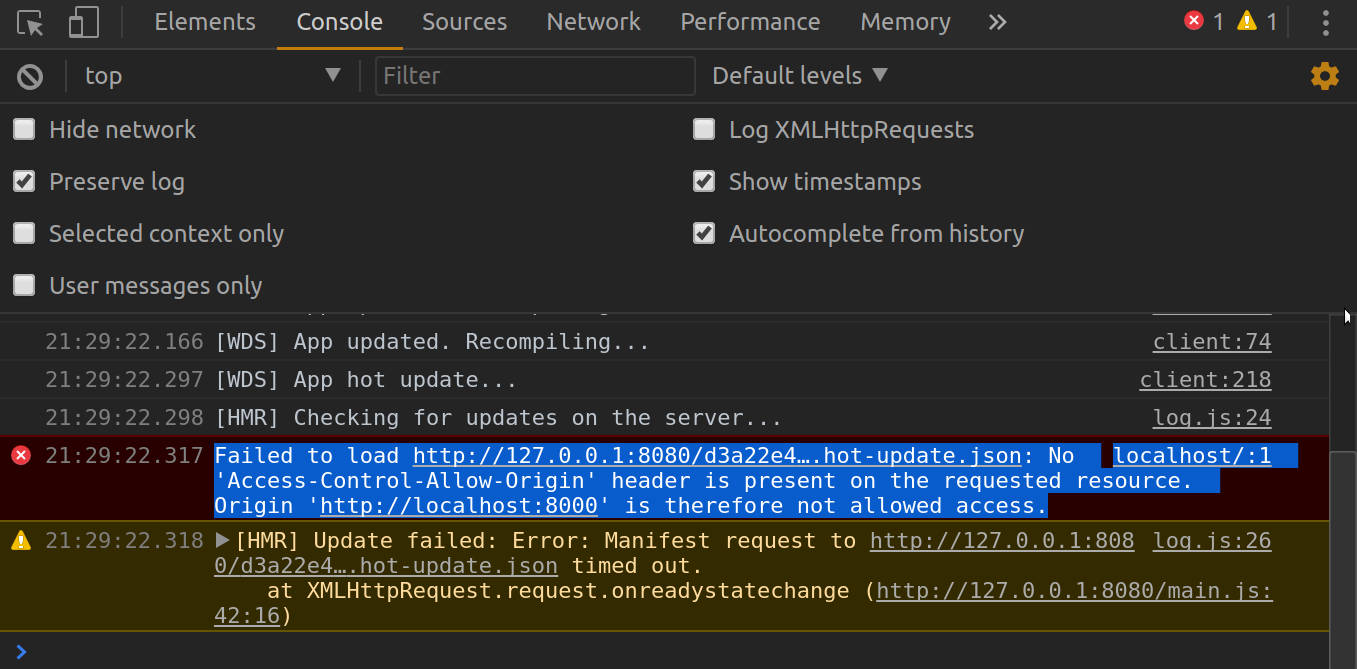 Elements Console Sources Network Performance Memory » 1 1
top Filter Default levels
Hide network Log XMLHttpRequests
Preserve log Show timestamps
Selected context only Autocomplete from history
User messages only
21:29:22.166 [WDS] App updated. Recompiling... client:74
21:29:22.297 [WDS] App hot update... client:218
21:29:22.298 [HMR] Checking for updates on the server... log.js:24
21:29:22.317 Failed to load http://127.0.0.1:8080/d3a22e4….hot-update.json: No localhost/:1
'Access-Control-Allow-Origin' header is present on the requested resource.
Origin 'http://localhost:8000' is therefore not allowed access.
21:29:22.318 [HMR] Update failed: Error: Manifest request to http://127.0.0.1:808 log.js:26
0/d3a22e4….hot-update.json timed out.
at XMLHttpRequest.request.onreadystatechange (http://127.0.0.1:8080/main.js:
42:16)